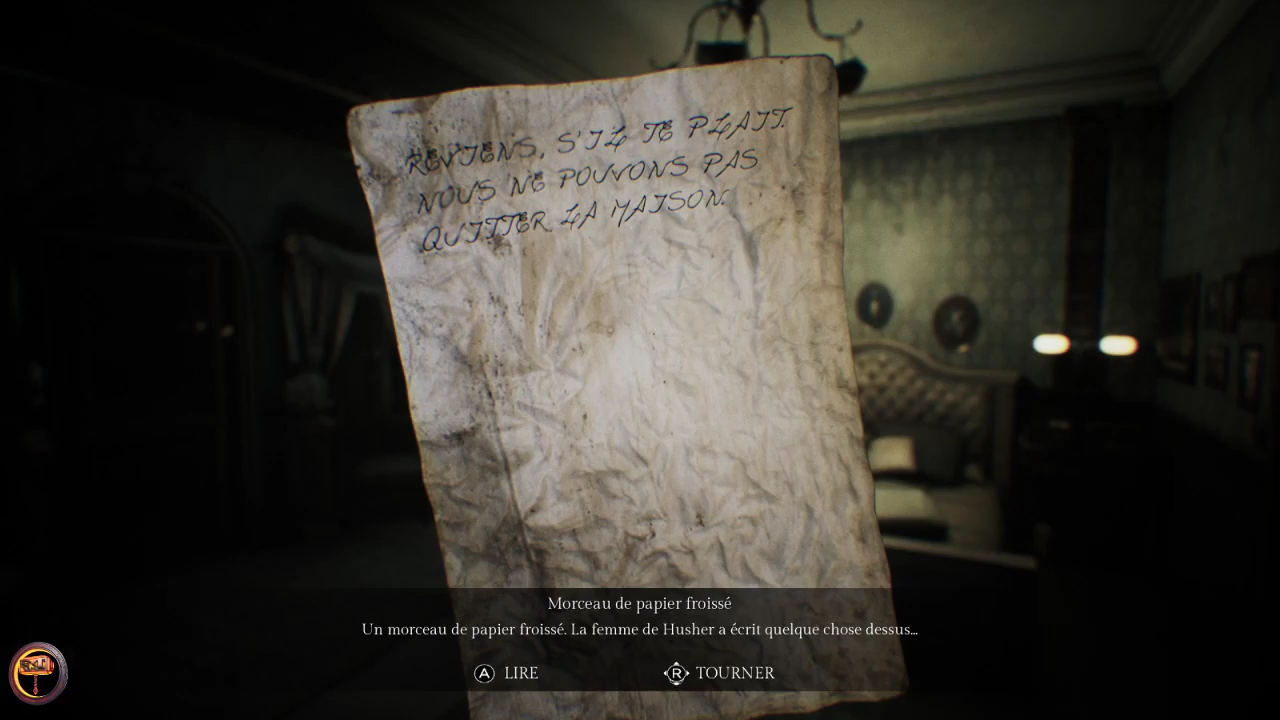 REVIENS, S'IL TE PLAIT.
NOUS NE POUVONS PAS
QUITTER LA MAISON.
Morceau de papier froissé
Un morceau de papier froissé. La femme de Husher a écrit quelque chose dessus...
A LIRE
R TOURNER